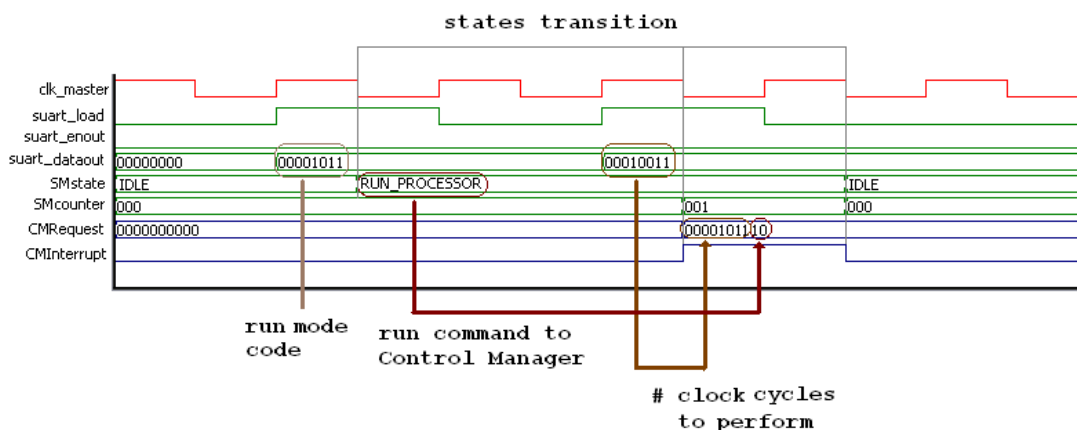 states transition
clk_master
suart_load
suart_enout
suart_dataout 00000000 00001011 00010011
SMstate IDLE RUN_PROCESSOR IDLE
SMcounter 000 001 000
CMRequest 0000000000 0000101110
CMInterrupt
run mode
code
run command to
Control Manager
# clock cycles
to perform